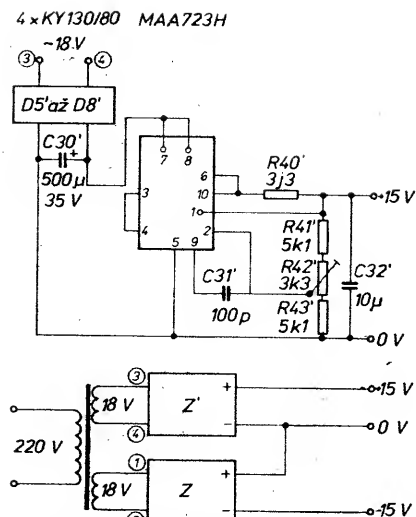 4 x KY130/80 MAA723H
~18 V
③ ④
D5' až D8'
C30'
+
500μ
35 V
7 8
3
4
6
10
1
2
5 9
R40'
3j3
+15 V
R41'
5k1
R42'
3k3
R43'
5k1
C32'
10μ
C31'
100p
0 V
220 V
③
18 V
④
Z'
+
-
+15 V
0 V
①
18 V
Z
+
-
-15 V